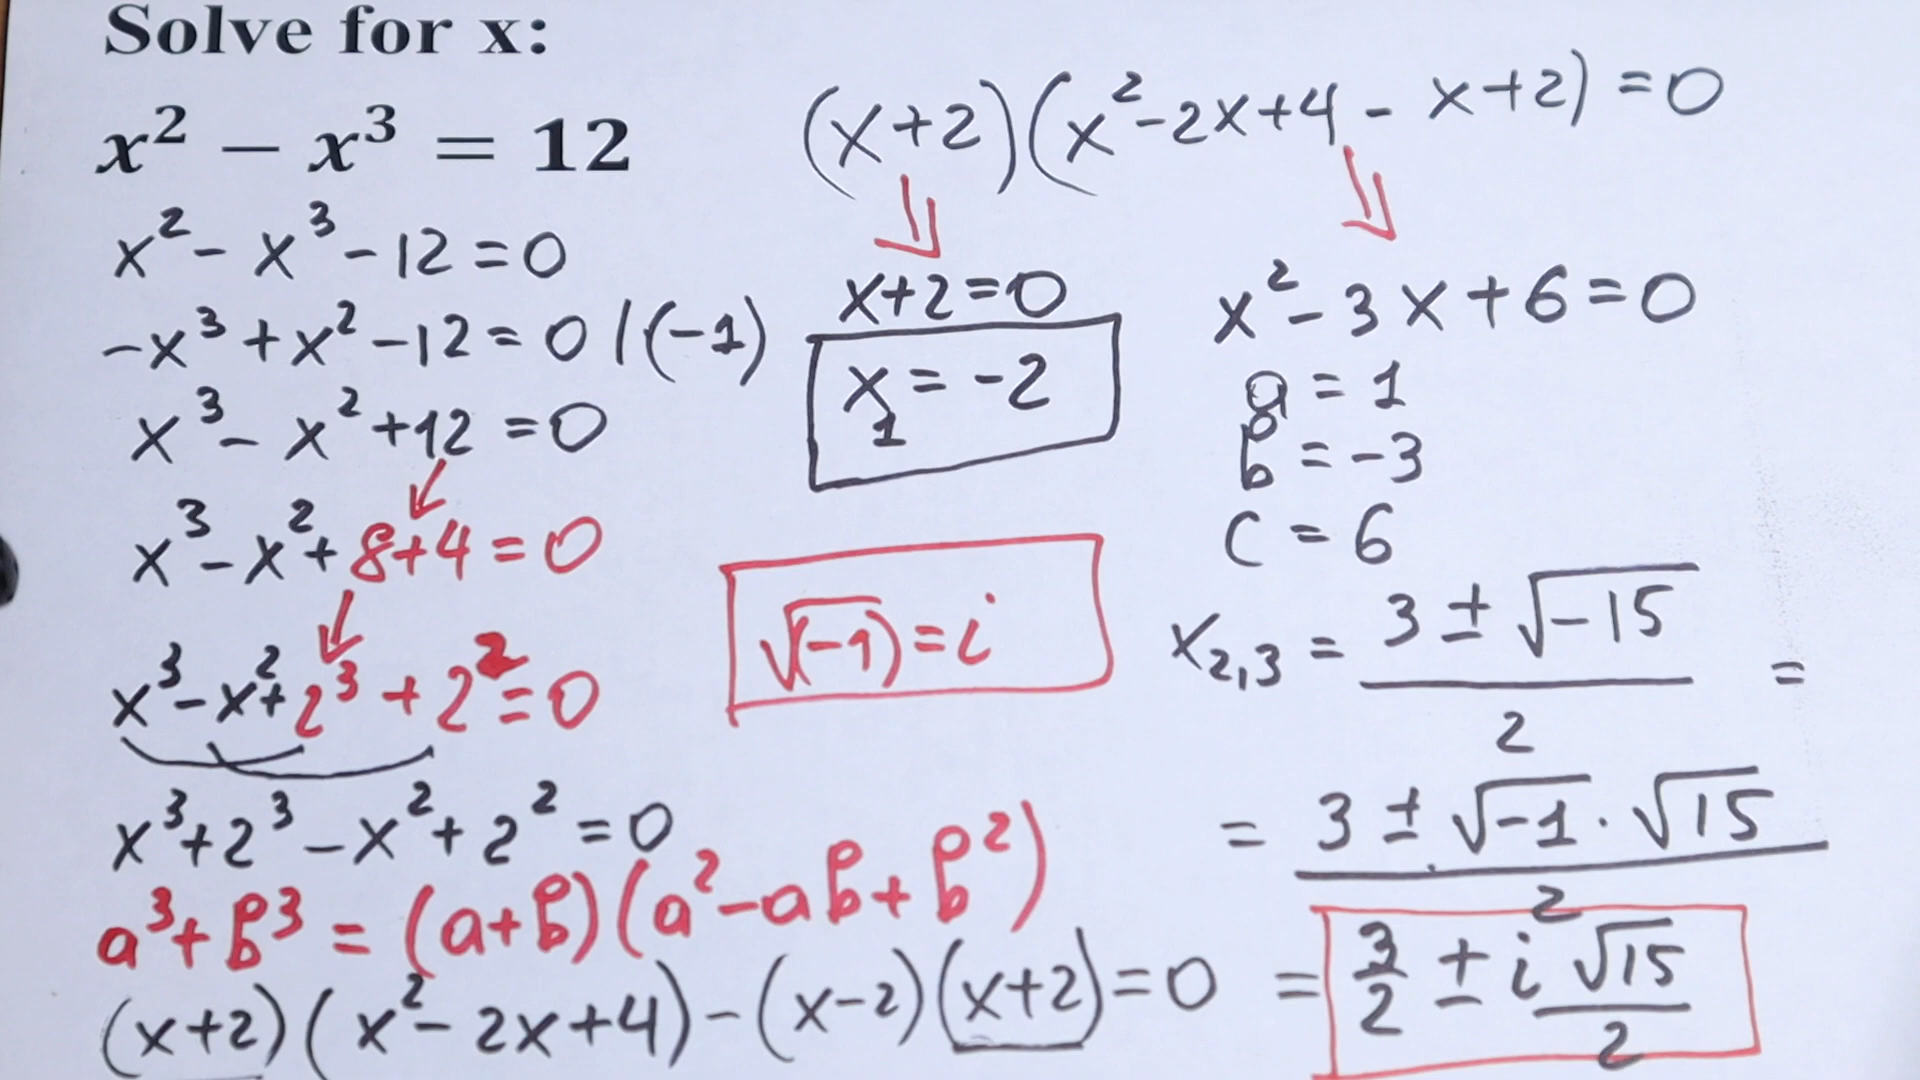 Solve for x:
x² − x³ = 12
x² − x³ − 12 = 0
−x³ + x² − 12 = 0 / (−1)
x³ − x² + 12 = 0
x³ − x² + 8 + 4 = 0
x³ − x² + 2³ + 2² = 0
x³ + 2³ − x² + 2² = 0
a³ + b³ = (a+b)(a² − ab + b²)
(x+2)(x² − 2x + 4) − (x−2)(x+2) = 0
(x+2)(x² − 2x + 4 − x + 2) = 0
x + 2 = 0
x₁ = −2
√(−1) = i
x² − 3x + 6 = 0
a = 1
b = −3
c = 6
x₂,₃ = (3 ± √−15) / 2 =
= (3 ± √−1 · √15) / 2
= 3/2 ± i √15/2